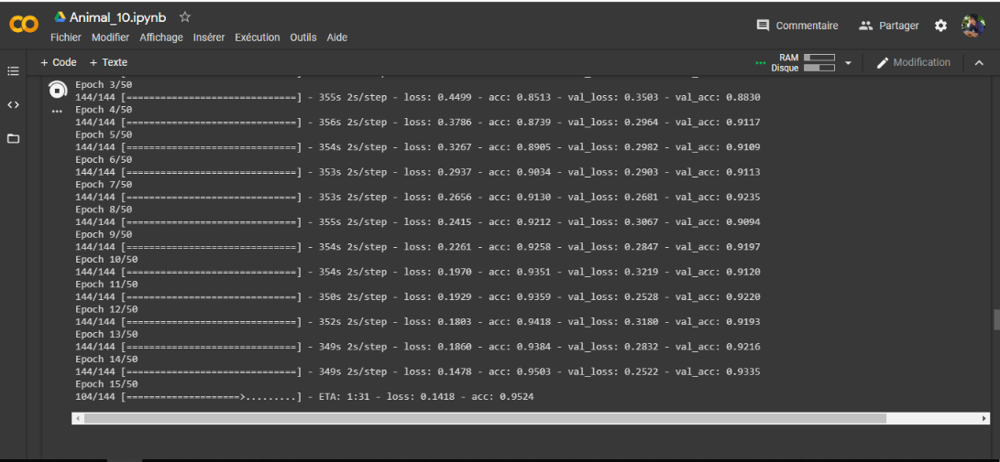 Animal_10.ipynb
Commentaire Partager
Fichier Modifier Affichage Insérer Exécution Outils Aide
+ Code + Texte RAM
Disque Modification
Epoch 3/50
144/144 [==============================] - 355s 2s/step - loss: 0.4499 - acc: 0.8513 - val_loss: 0.3503 - val_acc: 0.8830
Epoch 4/50
144/144 [==============================] - 356s 2s/step - loss: 0.3786 - acc: 0.8739 - val_loss: 0.2964 - val_acc: 0.9117
Epoch 5/50
144/144 [==============================] - 354s 2s/step - loss: 0.3267 - acc: 0.8905 - val_loss: 0.2982 - val_acc: 0.9109
Epoch 6/50
144/144 [==============================] - 353s 2s/step - loss: 0.2937 - acc: 0.9034 - val_loss: 0.2903 - val_acc: 0.9113
Epoch 7/50
144/144 [==============================] - 353s 2s/step - loss: 0.2656 - acc: 0.9130 - val_loss: 0.2681 - val_acc: 0.9235
Epoch 8/50
144/144 [==============================] - 355s 2s/step - loss: 0.2415 - acc: 0.9212 - val_loss: 0.3067 - val_acc: 0.9094
Epoch 9/50
144/144 [==============================] - 354s 2s/step - loss: 0.2261 - acc: 0.9258 - val_loss: 0.2847 - val_acc: 0.9197
Epoch 10/50
144/144 [==============================] - 354s 2s/step - loss: 0.1970 - acc: 0.9351 - val_loss: 0.3219 - val_acc: 0.9120
Epoch 11/50
144/144 [==============================] - 350s 2s/step - loss: 0.1929 - acc: 0.9359 - val_loss: 0.2528 - val_acc: 0.9220
Epoch 12/50
144/144 [==============================] - 352s 2s/step - loss: 0.1803 - acc: 0.9418 - val_loss: 0.3180 - val_acc: 0.9193
Epoch 13/50
144/144 [==============================] - 349s 2s/step - loss: 0.1860 - acc: 0.9384 - val_loss: 0.2832 - val_acc: 0.9216
Epoch 14/50
144/144 [==============================] - 349s 2s/step - loss: 0.1478 - acc: 0.9503 - val_loss: 0.2522 - val_acc: 0.9335
Epoch 15/50
104/144 [====================>.........] - ETA: 1:31 - loss: 0.1418 - acc: 0.9524